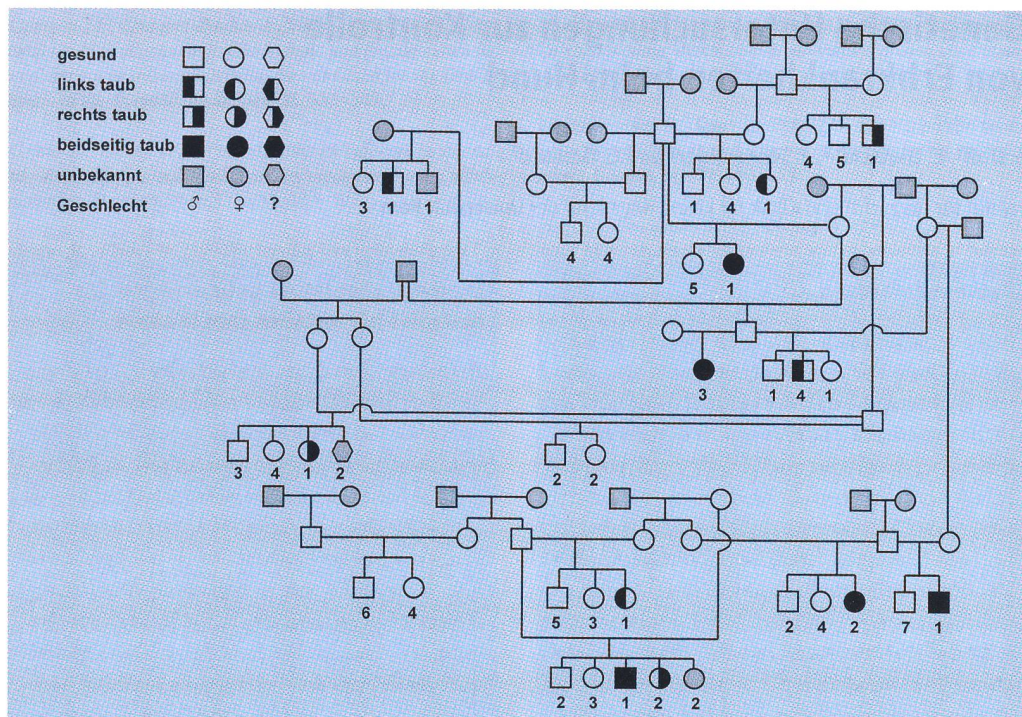 gesund
links taub
rechts taub
beidseitig taub
unbekannt
Geschlecht ♂ ♀ ?
4 5 1
3 1 1
1 4 1
4 4
5 1
3
1 4 1
3 4 1 2
2 2
6 4
5 3 1
2 4 2 7 1
2 3 1 2 2